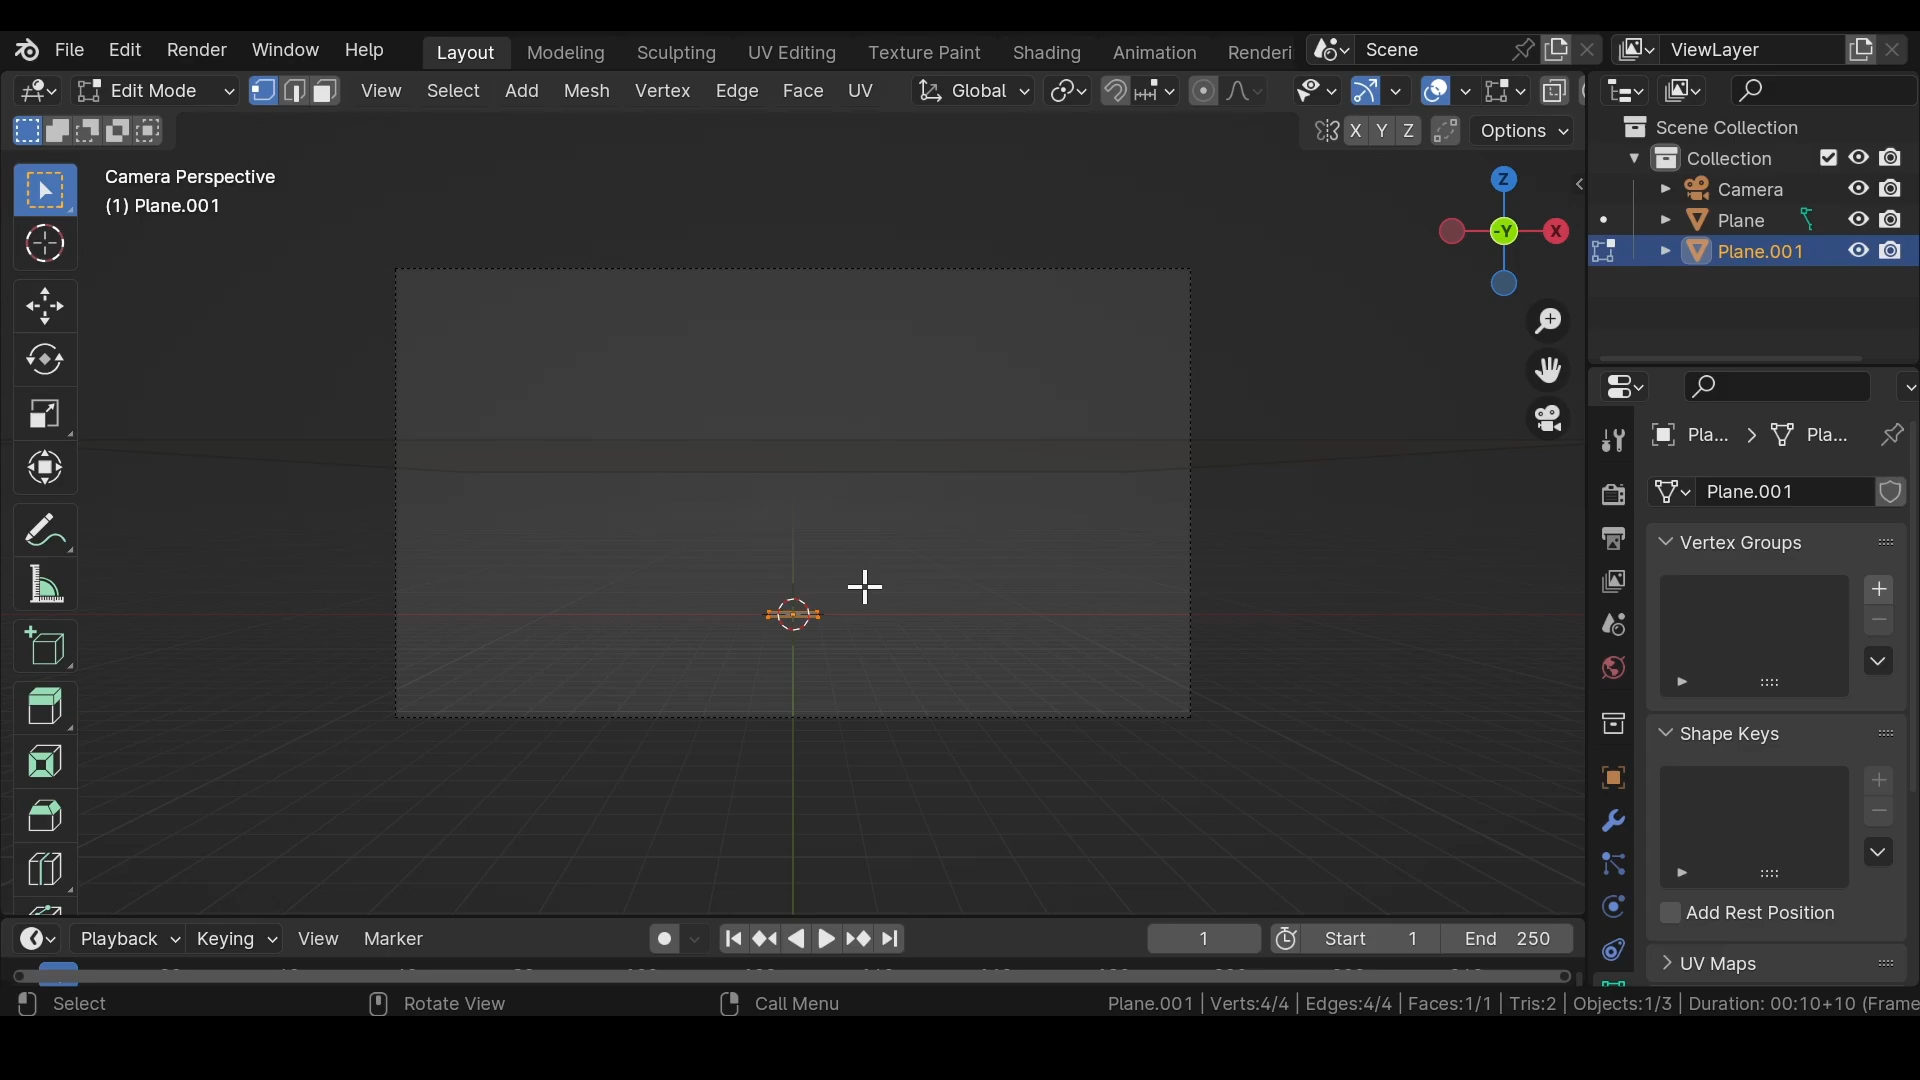 File Edit Render Window Help Layout Modeling Sculpting UV Editing Texture Paint Shading Animation Renderi Scene ViewLayer
Edit Mode View Select Add Mesh Vertex Edge Face UV Global
X Y Z Options
Scene Collection
Collection
Camera
Plane
Plane.001
Camera Perspective
(1) Plane.001
Z
-Y X
Pla... Pla...
Plane.001
Vertex Groups
Shape Keys
Add Rest Position
UV Maps
Playback Keying View Marker 1 Start 1 End 250
Select Rotate View Call Menu Plane.001 | Verts:4/4 | Edges:4/4 | Faces:1/1 | Tris:2 | Objects:1/3 | Duration: 00:10+10 (Frame